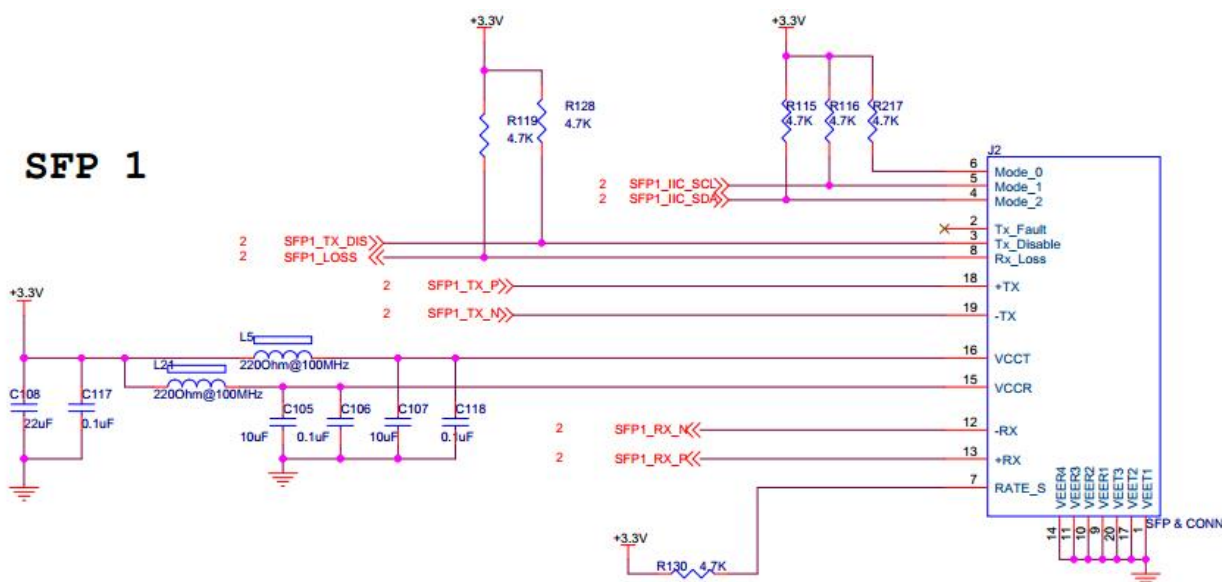 +3.3V
+3.3V
R119
4.7K
R128
4.7K
R115
4.7K
R116
4.7K
R217
4.7K
SFP 1
J2
6 Mode_0
2 SFP1_IIC_SCL 5 Mode_1
2 SFP1_IIC_SDA 4 Mode_2
2 Tx_Fault
2 SFP1_TX_DIS 3 Tx_Disable
2 SFP1_LOSS 8 Rx_Loss
2 SFP1_TX_P 18 +TX
2 SFP1_TX_N 19 -TX
+3.3V
L5
220Ohm@100MHz
16 VCCT
L21
220Ohm@100MHz
15 VCCR
C108
22uF
C117
0.1uF
C105
10uF
C106
0.1uF
C107
10uF
C118
0.1uF
2 SFP1_RX_N 12 -RX
2 SFP1_RX_P 13 +RX
7 RATE_S
VEER4
VEER3
VEER2
VEER1
VEET3
VEET2
VEET1
14
11
10
9
20
17
1
SFP & CONN
+3.3V
R130 4.7K